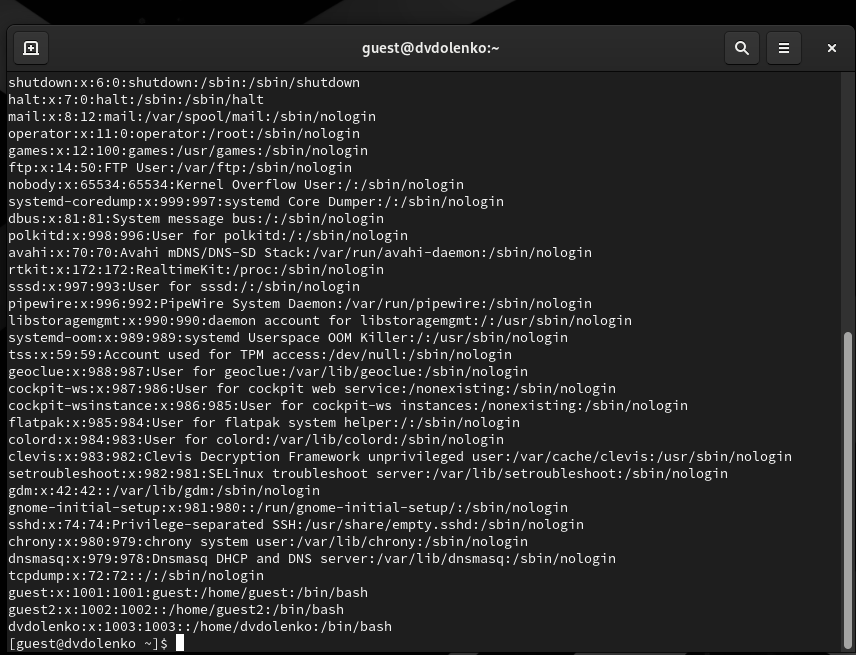 guest@dvdolenko:~
shutdown:x:6:0:shutdown:/sbin:/sbin/shutdown
halt:x:7:0:halt:/sbin:/sbin/halt
mail:x:8:12:mail:/var/spool/mail:/sbin/nologin
operator:x:11:0:operator:/root:/sbin/nologin
games:x:12:100:games:/usr/games:/sbin/nologin
ftp:x:14:50:FTP User:/var/ftp:/sbin/nologin
nobody:x:65534:65534:Kernel Overflow User:/:/sbin/nologin
systemd-coredump:x:999:997:systemd Core Dumper:/:/sbin/nologin
dbus:x:81:81:System message bus:/:/sbin/nologin
polkitd:x:998:996:User for polkitd:/:/sbin/nologin
avahi:x:70:70:Avahi mDNS/DNS-SD Stack:/var/run/avahi-daemon:/sbin/nologin
rtkit:x:172:172:RealtimeKit:/proc:/sbin/nologin
sssd:x:997:993:User for sssd:/:/sbin/nologin
pipewire:x:996:992:PipeWire System Daemon:/var/run/pipewire:/sbin/nologin
libstoragemgmt:x:990:990:daemon account for libstoragemgmt:/:/usr/sbin/nologin
systemd-oom:x:989:989:systemd Userspace OOM Killer:/:/usr/sbin/nologin
tss:x:59:59:Account used for TPM access:/dev/null:/sbin/nologin
geoclue:x:988:987:User for geoclue:/var/lib/geoclue:/sbin/nologin
cockpit-ws:x:987:986:User for cockpit web service:/nonexisting:/sbin/nologin
cockpit-wsinstance:x:986:985:User for cockpit-ws instances:/nonexisting:/sbin/nologin
flatpak:x:985:984:User for flatpak system helper:/:/sbin/nologin
colord:x:984:983:User for colord:/var/lib/colord:/sbin/nologin
clevis:x:983:982:Clevis Decryption Framework unprivileged user:/var/cache/clevis:/usr/sbin/nologin
setroubleshoot:x:982:981:SELinux troubleshoot server:/var/lib/setroubleshoot:/sbin/nologin
gdm:x:42:42::/var/lib/gdm:/sbin/nologin
gnome-initial-setup:x:981:980::/run/gnome-initial-setup/:/sbin/nologin
sshd:x:74:74:Privilege-separated SSH:/usr/share/empty.sshd:/sbin/nologin
chrony:x:980:979:chrony system user:/var/lib/chrony:/sbin/nologin
dnsmasq:x:979:978:Dnsmasq DHCP and DNS server:/var/lib/dnsmasq:/sbin/nologin
tcpdump:x:72:72::/:/sbin/nologin
guest:x:1001:1001:guest:/home/guest:/bin/bash
guest2:x:1002:1002::/home/guest2:/bin/bash
dvdolenko:x:1003:1003::/home/dvdolenko:/bin/bash
[guest@dvdolenko ~]$